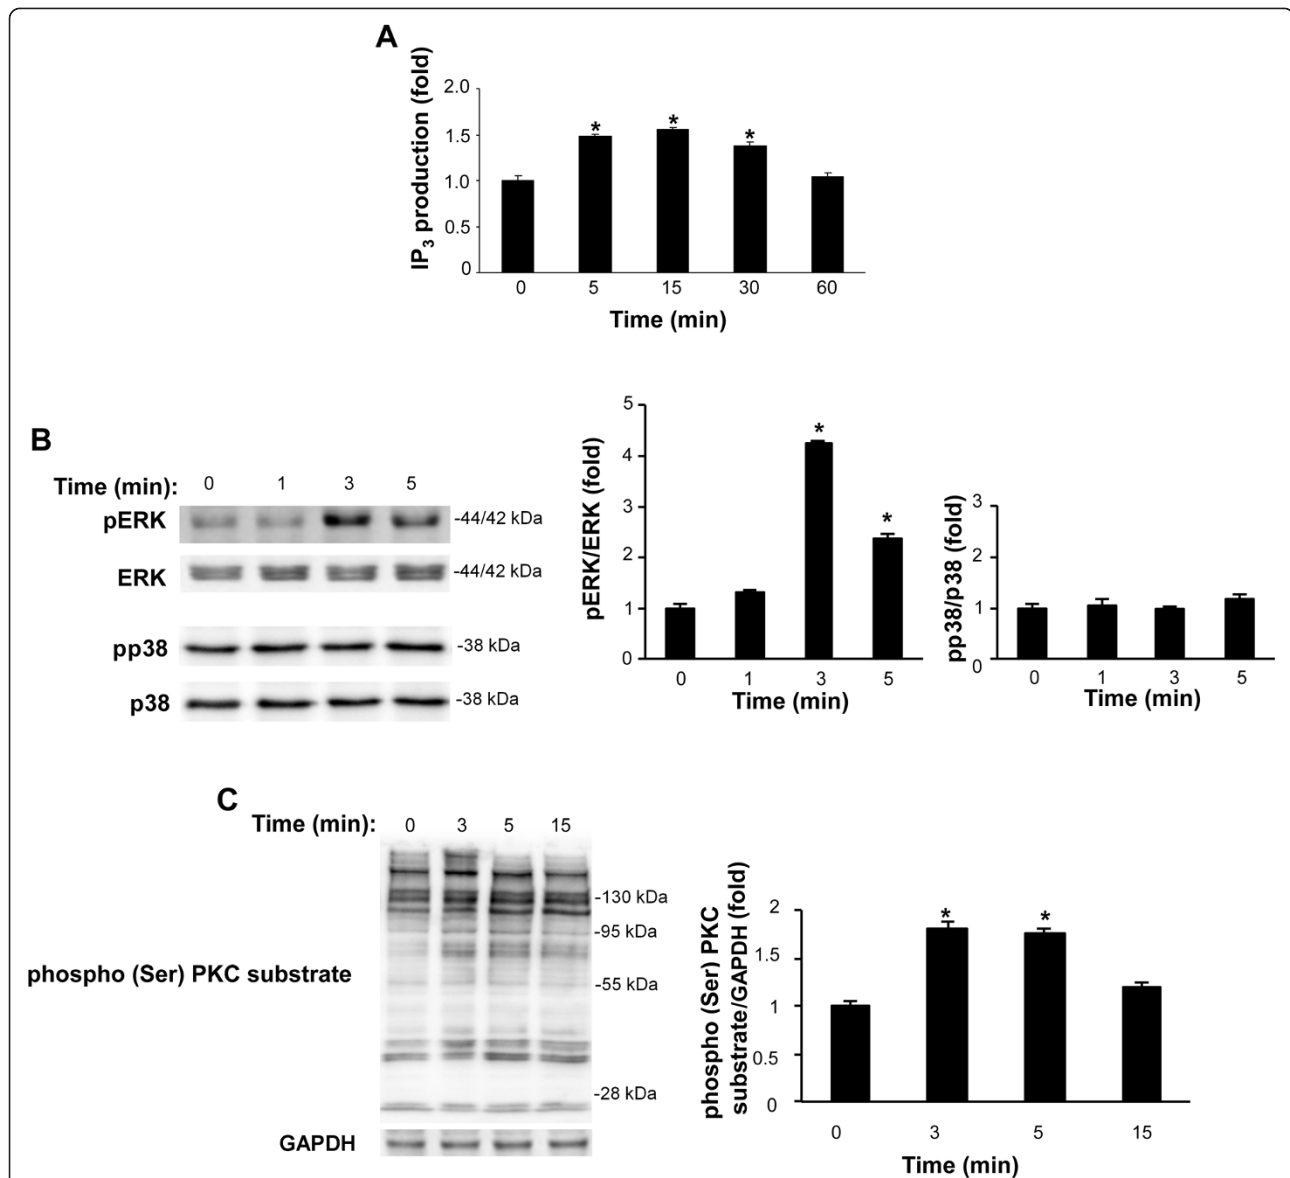 A
IP3 production (fold)
2.0
1.5
1.0
0.5
0
* * *
0 5 15 30 60
Time (min)
B
Time (min): 0 1 3 5
pERK -44/42 kDa
ERK -44/42 kDa
pp38 -38 kDa
p38 -38 kDa
pERK/ERK (fold)
5
4
3
2
1
0
* *
0 1 3 5
Time (min)
pp38/p38 (fold)
3
2
1
0
0 1 3 5
Time (min)
C
Time (min): 0 3 5 15
-130 kDa
-95 kDa
phospho (Ser) PKC substrate
-55 kDa
-28 kDa
GAPDH
phospho (Ser) PKC
substrate/GAPDH (fold)
2
1.5
1
0.5
0
* *
0 3 5 15
Time (min)